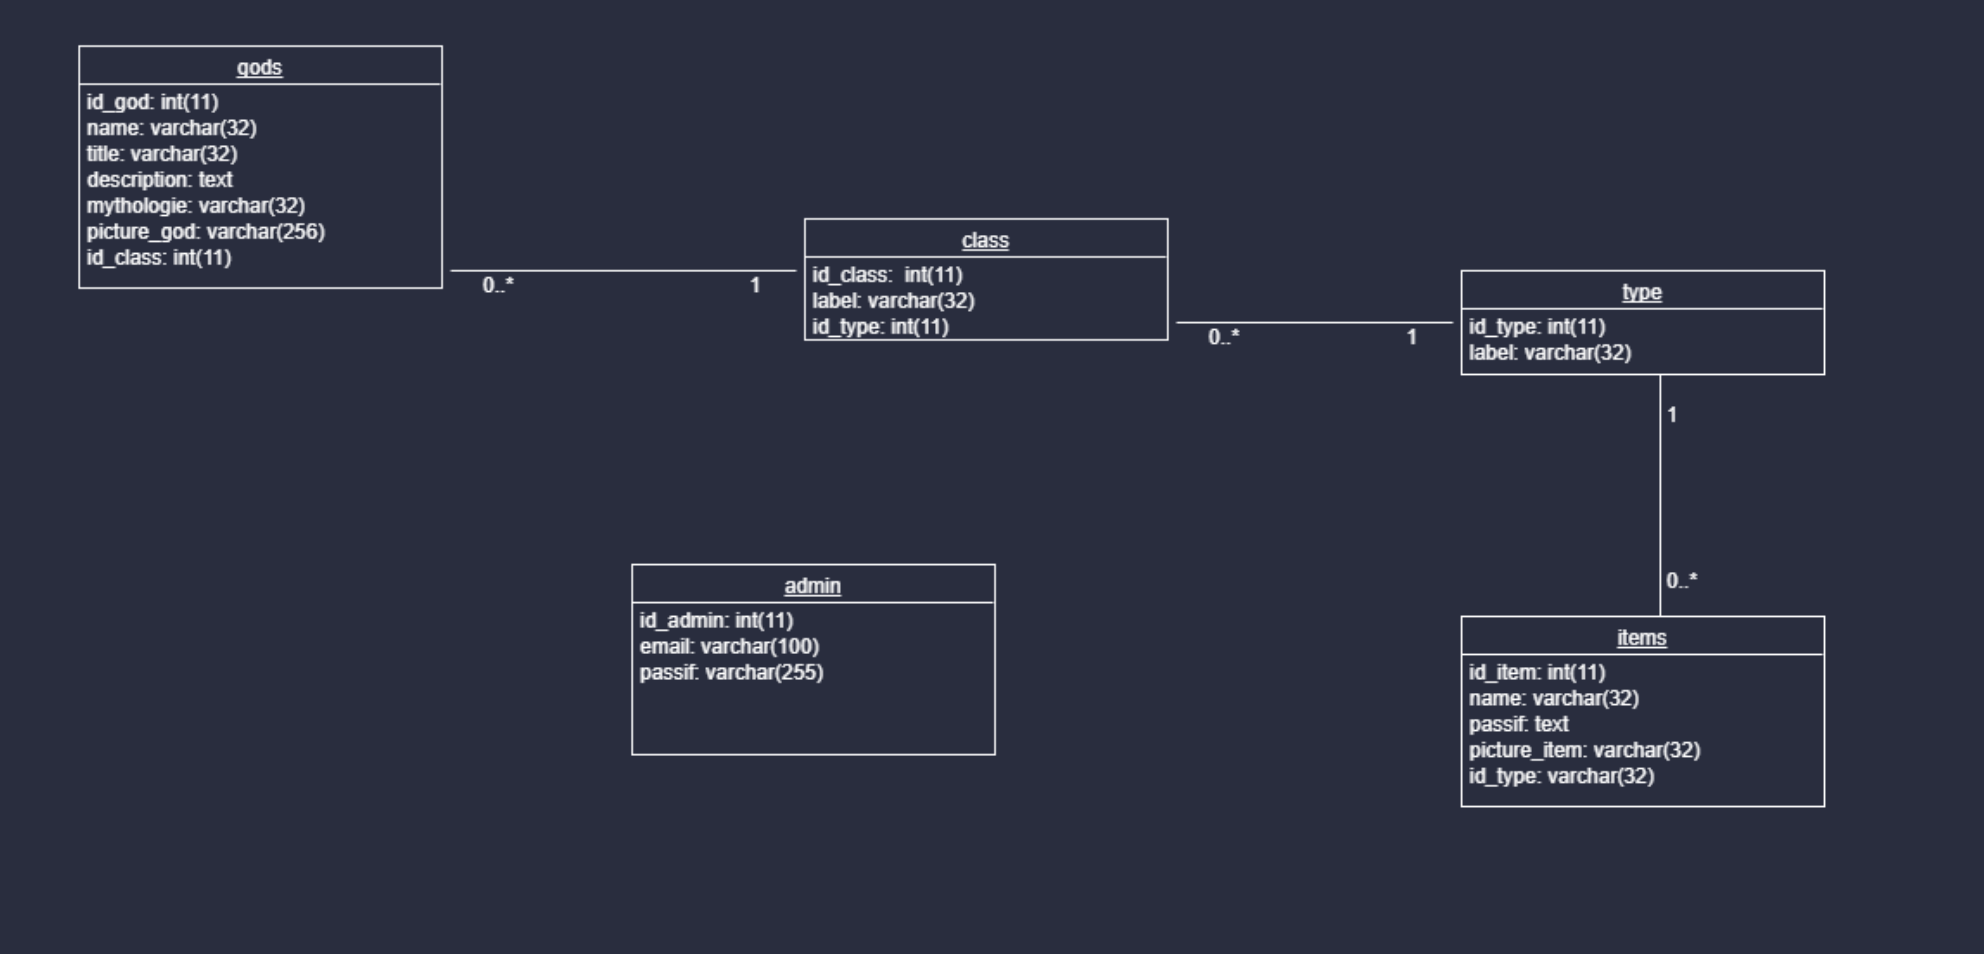 gods
id_god: int(11)
name: varchar(32)
title: varchar(32)
description: text
mythologie: varchar(32)
picture_god: varchar(256)
id_class: int(11)
0..*
1
class
id_class: int(11)
label: varchar(32)
id_type: int(11)
0..*
1
type
id_type: int(11)
label: varchar(32)
1
0..*
admin
id_admin: int(11)
email: varchar(100)
passif: varchar(255)
items
id_item: int(11)
name: varchar(32)
passif: text
picture_item: varchar(32)
id_type: varchar(32)